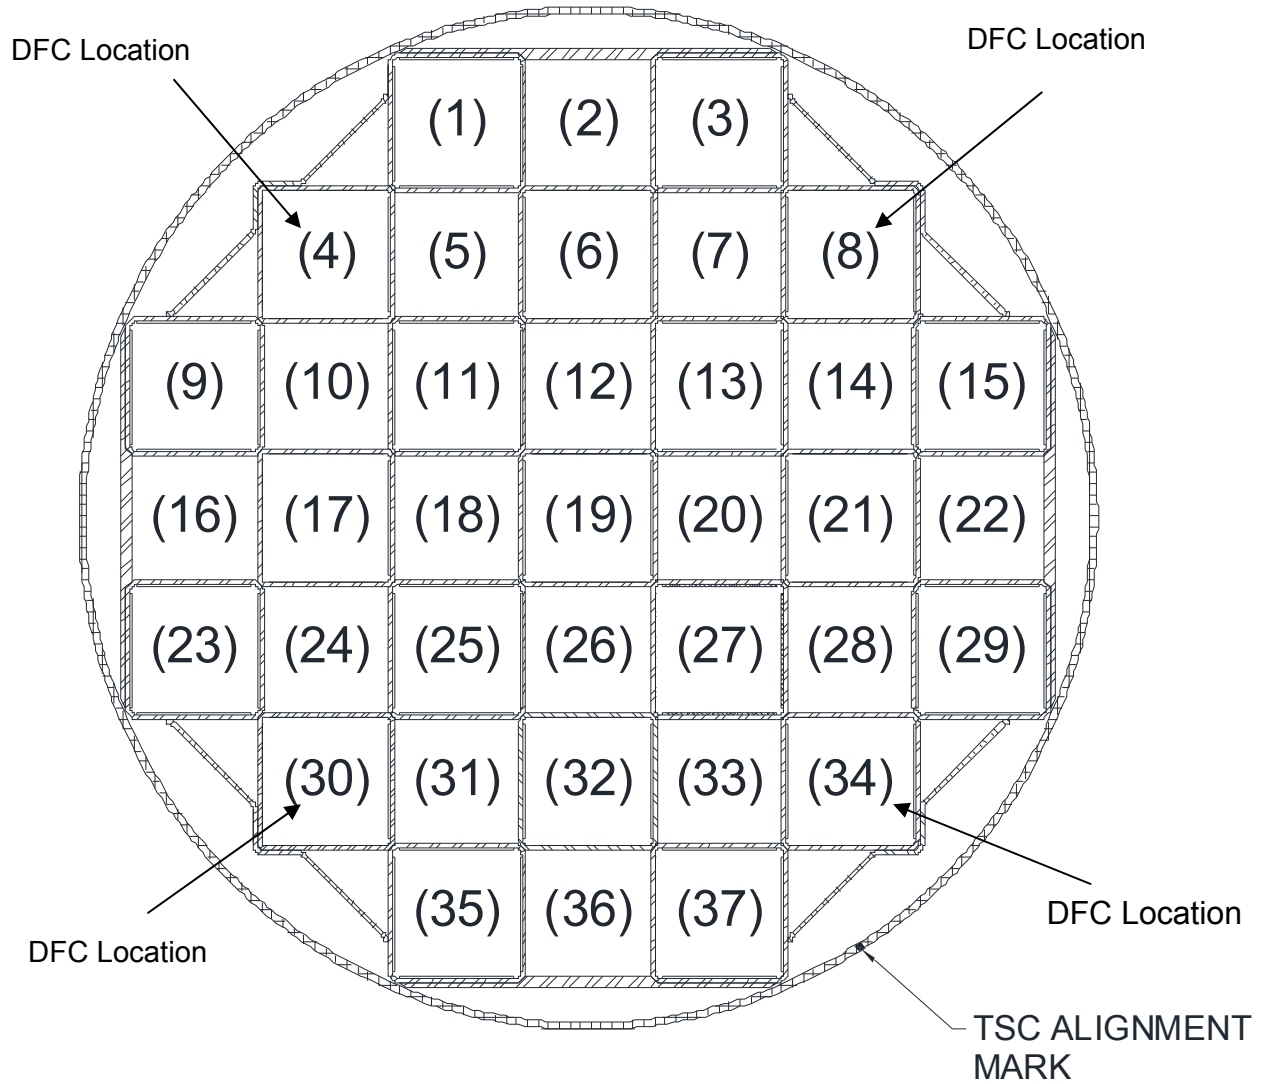 DFC Location
DFC Location
(1) (2) (3)
(4) (5) (6) (7) (8)
(9) (10) (11) (12) (13) (14) (15)
(16) (17) (18) (19) (20) (21) (22)
(23) (24) (25) (26) (27) (28) (29)
(30) (31) (32) (33) (34)
(35) (36) (37)
DFC Location
DFC Location
TSC ALIGNMENT
MARK